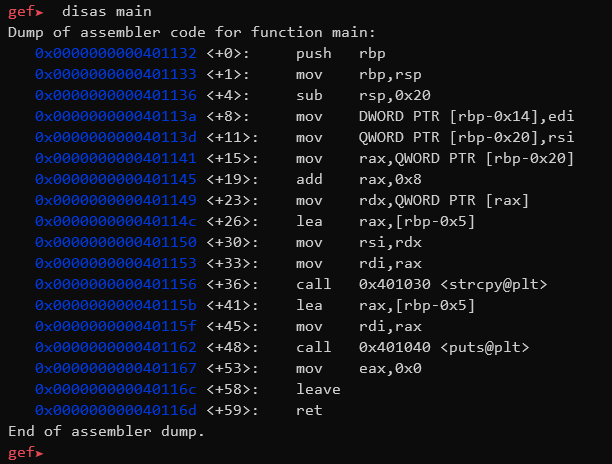 gef➤  disas main
Dump of assembler code for function main:
   0x0000000000401132 <+0>:     push   rbp
   0x0000000000401133 <+1>:     mov    rbp,rsp
   0x0000000000401136 <+4>:     sub    rsp,0x20
   0x000000000040113a <+8>:     mov    DWORD PTR [rbp-0x14],edi
   0x000000000040113d <+11>:    mov    QWORD PTR [rbp-0x20],rsi
   0x0000000000401141 <+15>:    mov    rax,QWORD PTR [rbp-0x20]
   0x0000000000401145 <+19>:    add    rax,0x8
   0x0000000000401149 <+23>:    mov    rdx,QWORD PTR [rax]
   0x000000000040114c <+26>:    lea    rax,[rbp-0x5]
   0x0000000000401150 <+30>:    mov    rsi,rdx
   0x0000000000401153 <+33>:    mov    rdi,rax
   0x0000000000401156 <+36>:    call   0x401030 <strcpy@plt>
   0x000000000040115b <+41>:    lea    rax,[rbp-0x5]
   0x000000000040115f <+45>:    mov    rdi,rax
   0x0000000000401162 <+48>:    call   0x401040 <puts@plt>
   0x0000000000401167 <+53>:    mov    eax,0x0
   0x000000000040116c <+58>:    leave
   0x000000000040116d <+59>:    ret
End of assembler dump.
gef➤